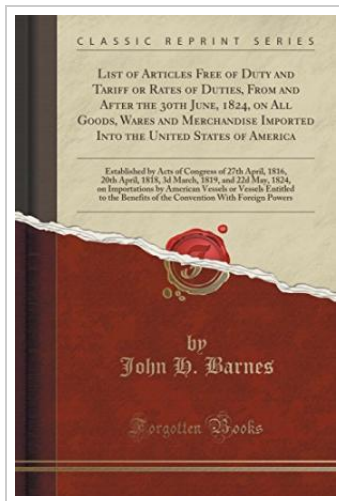 CLASSIC REPRINT SERIES
LIST OF ARTICLES FREE OF DUTY AND
TARIFF OR RATES OF DUTIES, FROM AND
AFTER THE 30TH JUNE, 1824, ON ALL
GOODS, WARES AND MERCHANDISE IMPORTED
INTO THE UNITED STATES OF AMERICA
Established by Acts of Congress of 27th April, 1816,
20th April, 1818, 3d March, 1819, and 22d May, 1824,
on Importations by American Vessels or Vessels Entitled
to the Benefits of the Convention With Foreign Powers
by
John H. Barnes
Forgotten Books